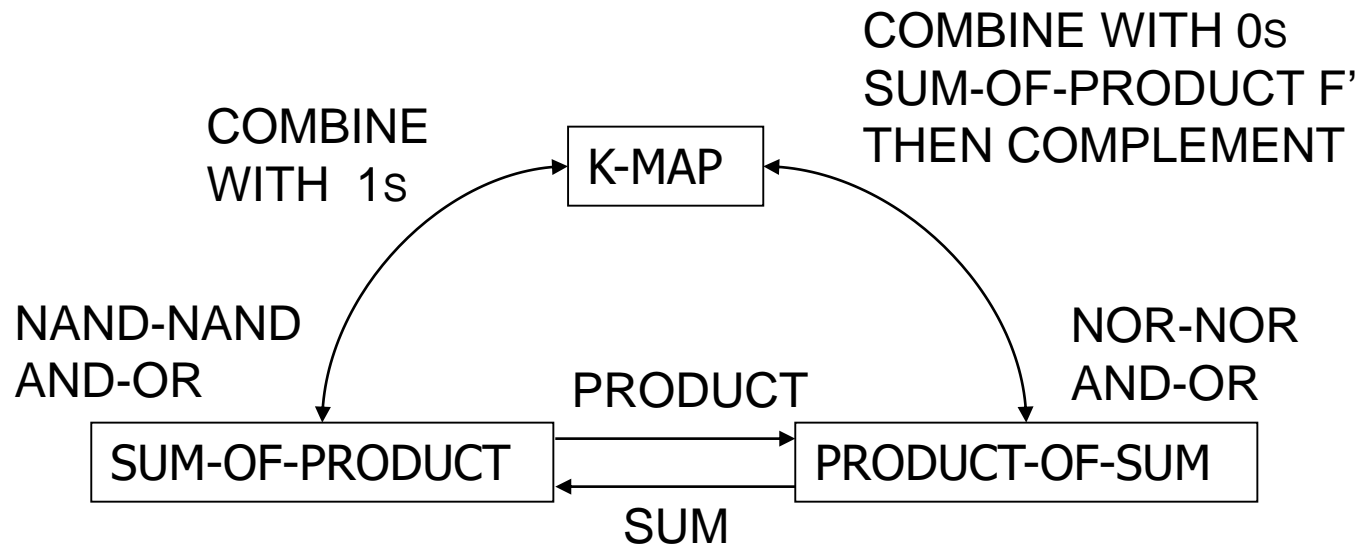 COMBINE WITH 0s
SUM-OF-PRODUCT F’
THEN COMPLEMENT
COMBINE
WITH 1s
K-MAP
NAND-NAND
AND-OR
NOR-NOR
AND-OR
PRODUCT
SUM-OF-PRODUCT
PRODUCT-OF-SUM
SUM